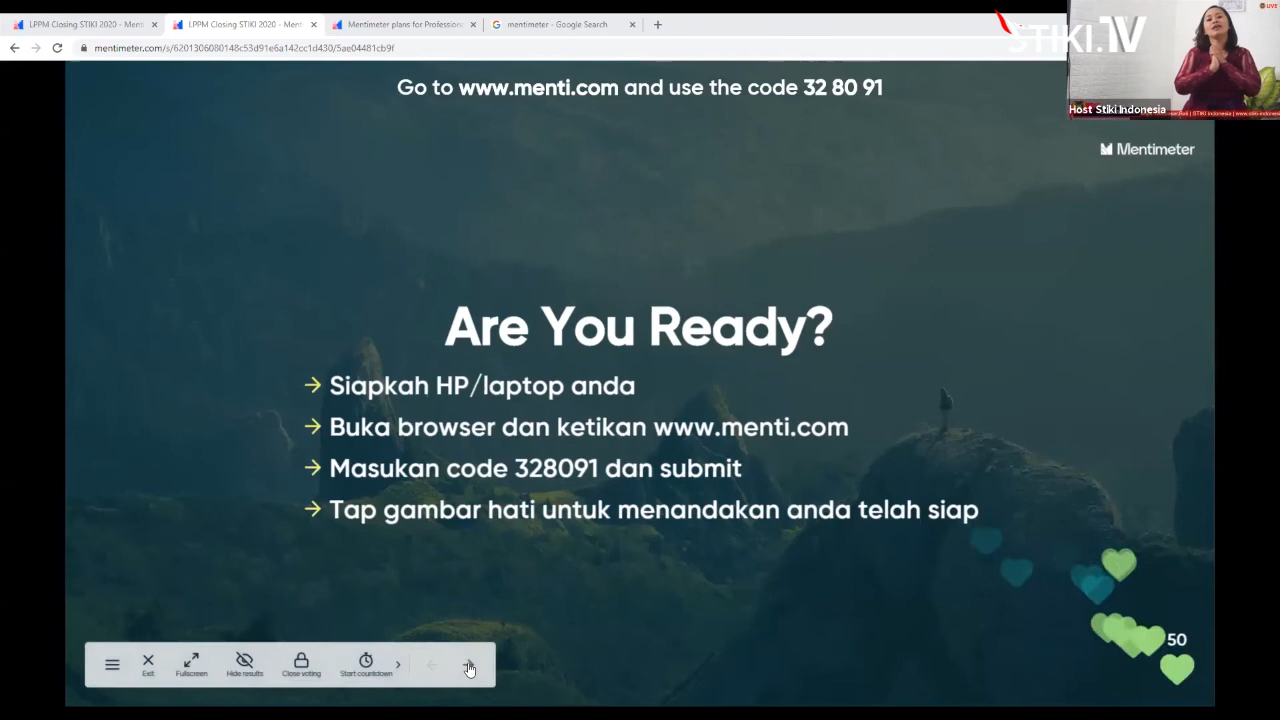 LPPM Closing STIKI 2020 - Menti
LPPM Closing STIKI 2020 - Menti
Mentimeter plans for Profession
mentimeter - Google Search
mentimeter.com/s/6201306080148c53d91e6a142cc1d430/5ae04481cb9f
STIKI.TV
LIVE
Host Stiki Indonesia
Go to www.menti.com and use the code 32 80 91
Mentimeter
Are You Ready?
→ Siapkah HP/laptop anda
→ Buka browser dan ketikan www.menti.com
→ Masukan code 328091 dan submit
→ Tap gambar hati untuk menandakan anda telah siap
50
Exit
Fullscreen
Hide results
Close voting
Start countdown